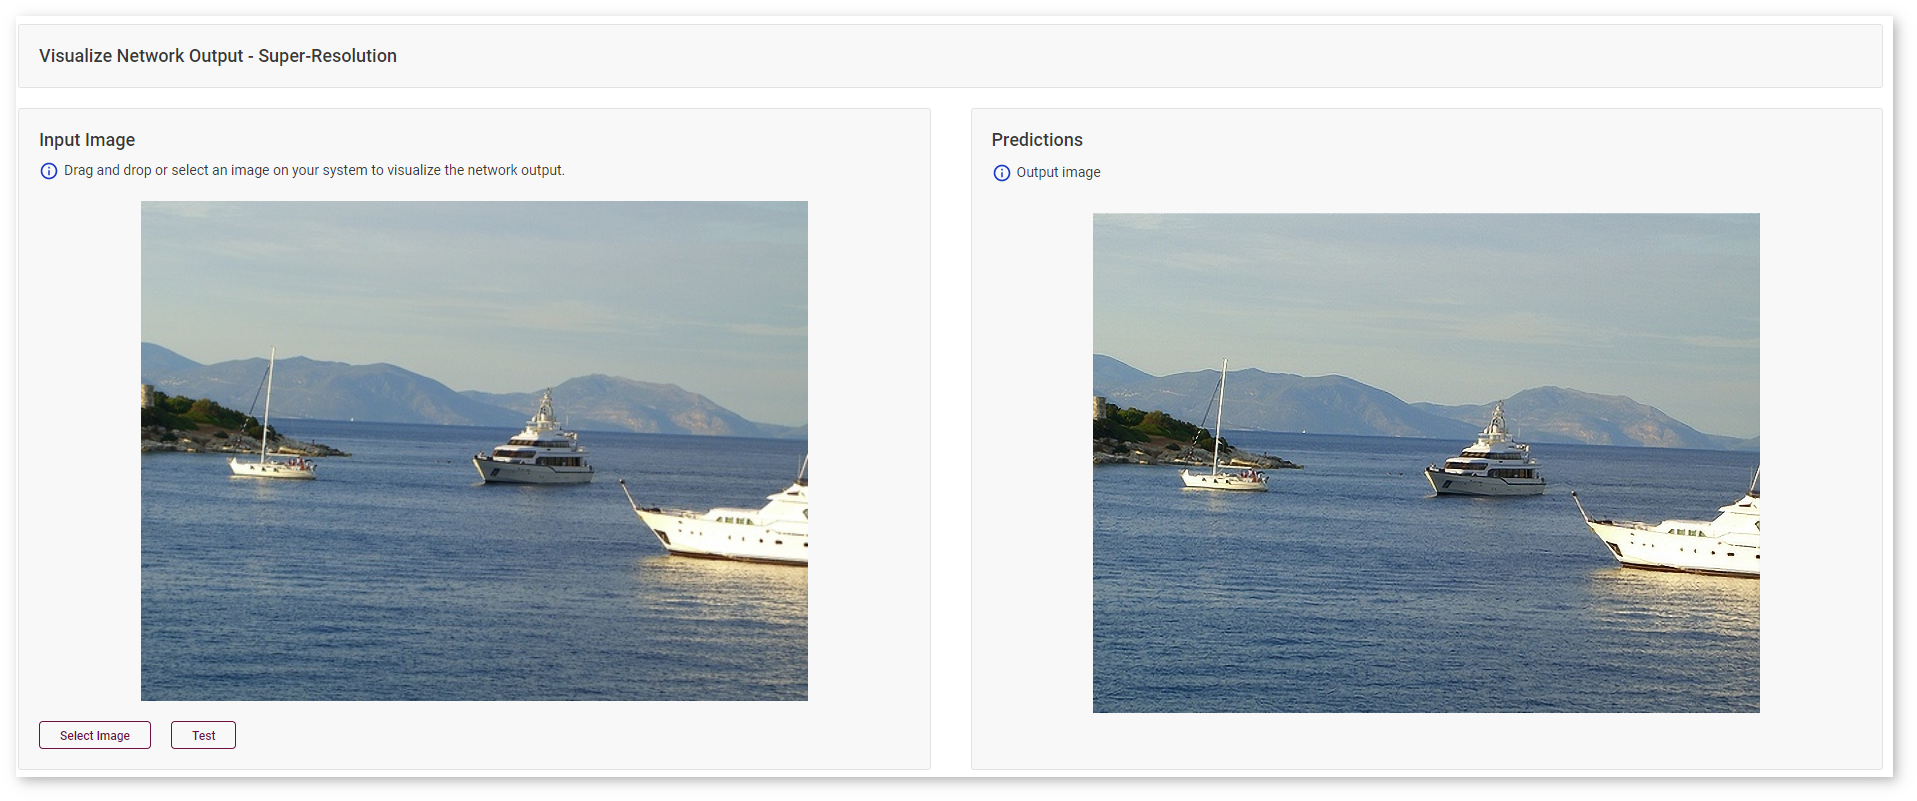 Visualize Network Output - Super-Resolution
Input Image
Drag and drop or select an image on your system to visualize the network output.
Select Image
Test
Predictions
Output image